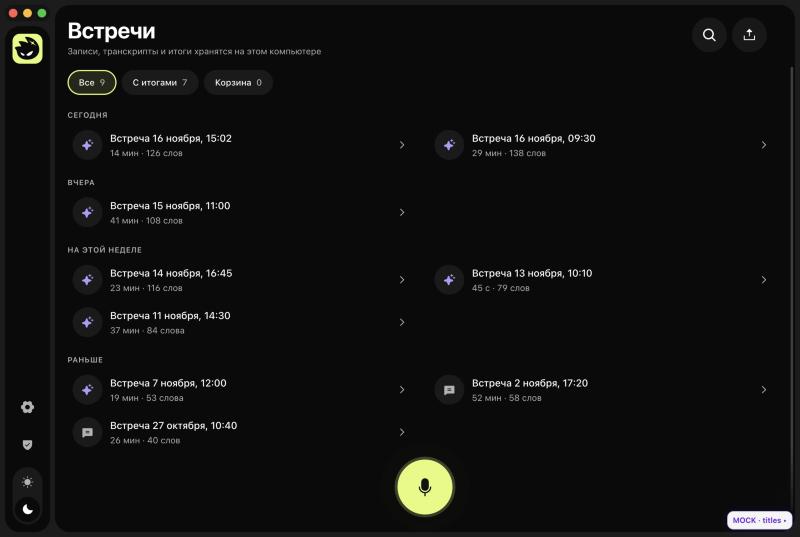 Встречи
Записи, транскрипты и итоги хранятся на этом компьютере
Все 9
С итогами 7
Корзина 0
СЕГОДНЯ
Встреча 16 ноября, 15:02
14 мин · 126 слов
Встреча 16 ноября, 09:30
29 мин · 138 слов
ВЧЕРА
Встреча 15 ноября, 11:00
41 мин · 108 слов
НА ЭТОЙ НЕДЕЛЕ
Встреча 14 ноября, 16:45
23 мин · 116 слов
Встреча 13 ноября, 10:10
45 с · 79 слов
Встреча 11 ноября, 14:30
37 мин · 84 слова
РАНЬШЕ
Встреча 7 ноября, 12:00
19 мин · 53 слова
Встреча 2 ноября, 17:20
52 мин · 58 слов
Встреча 27 октября, 10:40
26 мин · 40 слов
МОСК · titles •